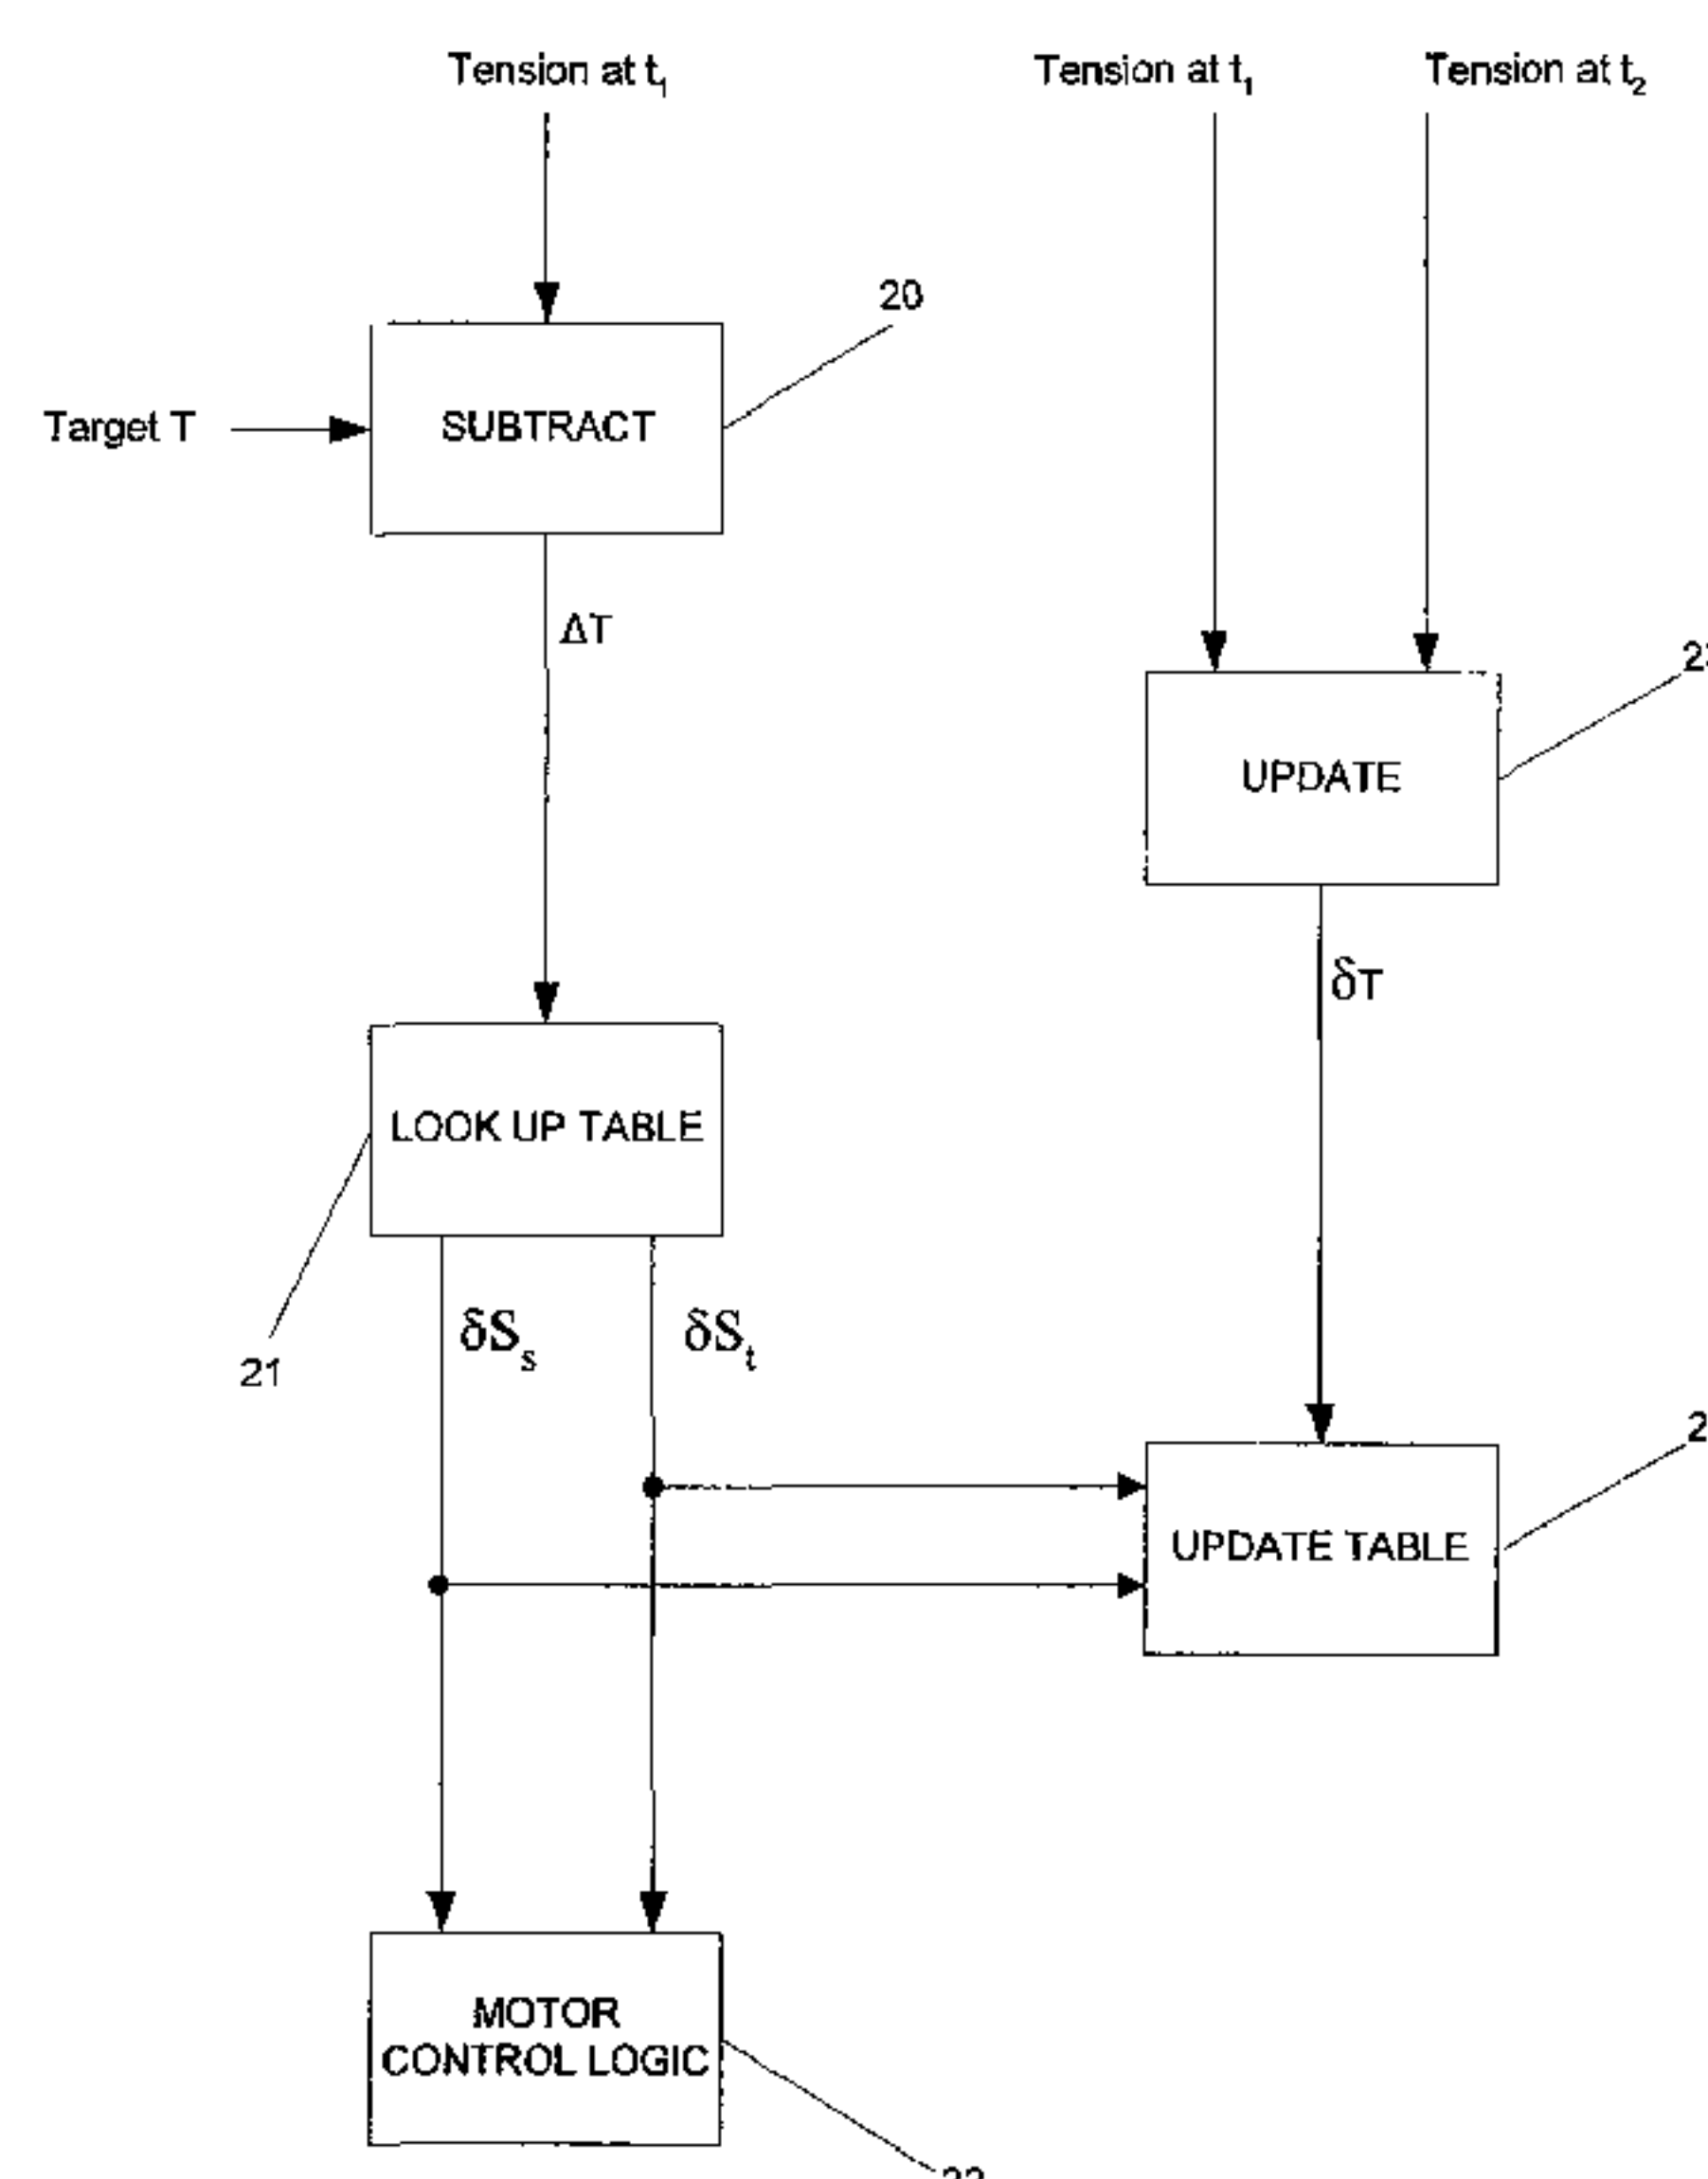 Tension at t₁
Tension at t₁
Tension at t₂
20
Target T
SUBTRACT
ΔT
UPDATE
δT
LOOK UP TABLE
δSₛ
δSₜ
21
UPDATE TABLE
MOTOR
CONTROL LOGIC